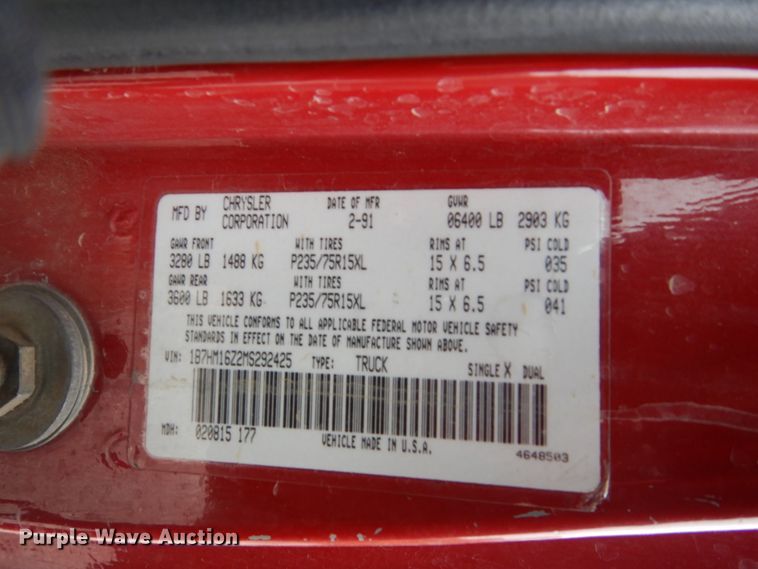 MFD BY CHRYSLER CORPORATION DATE OF MFR 2-91 GVWR 06400 LB 2903 KG
GAWR FRONT WITH TIRES RIMS AT PSI COLD
3280 LB 1488 KG P235/75R15XL 15 X 6.5 035
GAWR REAR WITH TIRES RIMS AT PSI COLD
3600 LB 1633 KG P235/75R15XL 15 X 6.5 041
THIS VEHICLE CONFORMS TO ALL APPLICABLE FEDERAL MOTOR VEHICLE SAFETY
STANDARDS IN EFFECT ON THE DATE OF MANUFACTURE SHOWN ABOVE.
VIN: 1B7HM16Z2MS292425 TYPE: TRUCK SINGLE X DUAL
MDH: 020815 177 VEHICLE MADE IN U.S.A. 4648503
Purple Wave Auction